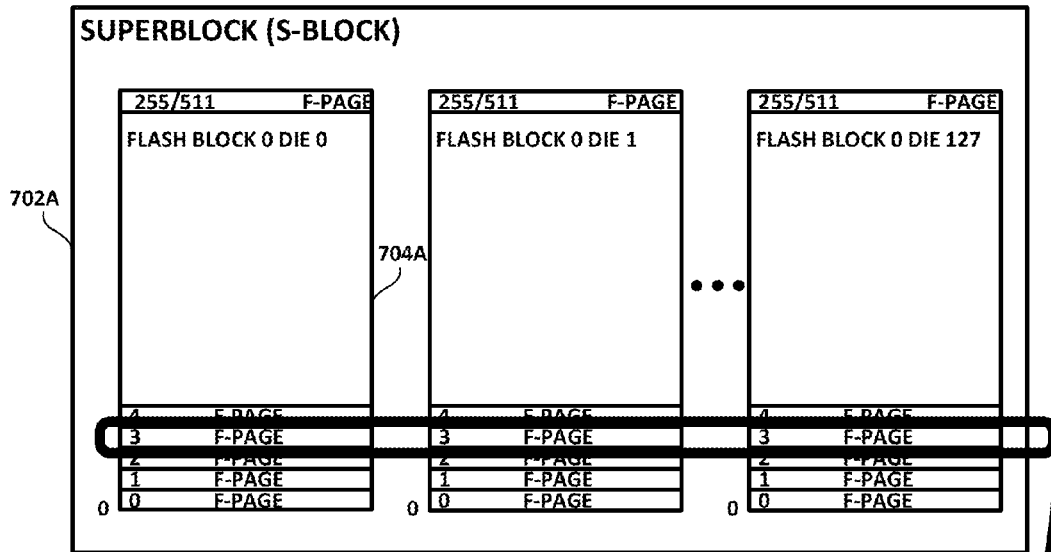 SUPERBLOCK (S-BLOCK)
255/511 F-PAGE 255/511 F-PAGE 255/511 F-PAGE
FLASH BLOCK 0 DIE 0 FLASH BLOCK 0 DIE 1 FLASH BLOCK 0 DIE 127
702A
704A
4 F-PAGE 4 F-PAGE 4 F-PAGE
3 F-PAGE 3 F-PAGE 3 F-PAGE
2 F-PAGE 2 F-PAGE 2 F-PAGE
1 F-PAGE 1 F-PAGE 1 F-PAGE
0 0 F-PAGE 0 0 F-PAGE 0 0 F-PAGE